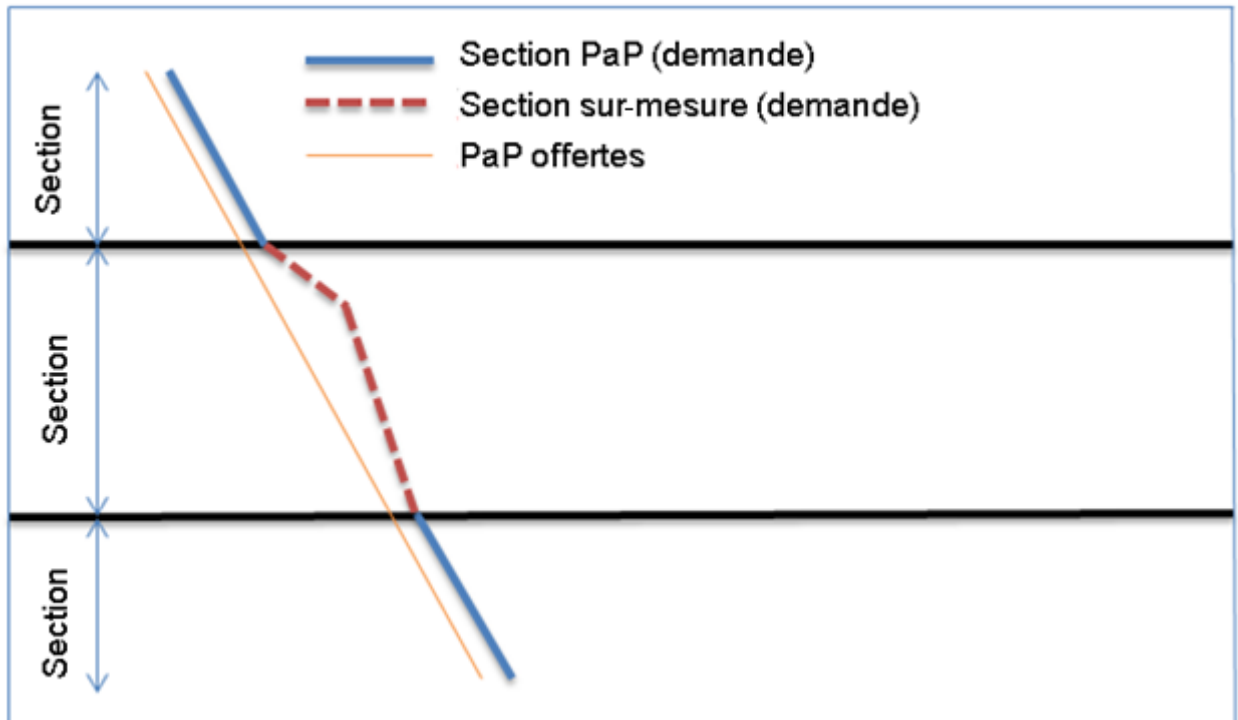 Section PaP (demande)
Section sur-mesure (demande)
PaP offertes
Section
Section
Section